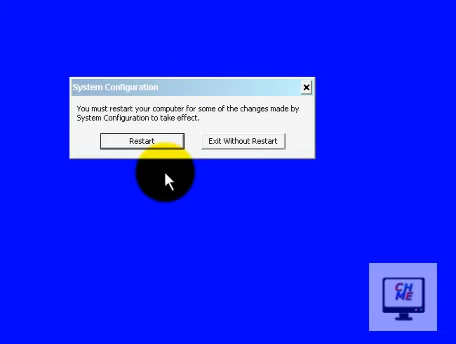 System Configuration
You must restart your computer for some of the changes made by
System Configuration to take effect.
Restart
Exit Without Restart
CH
ME